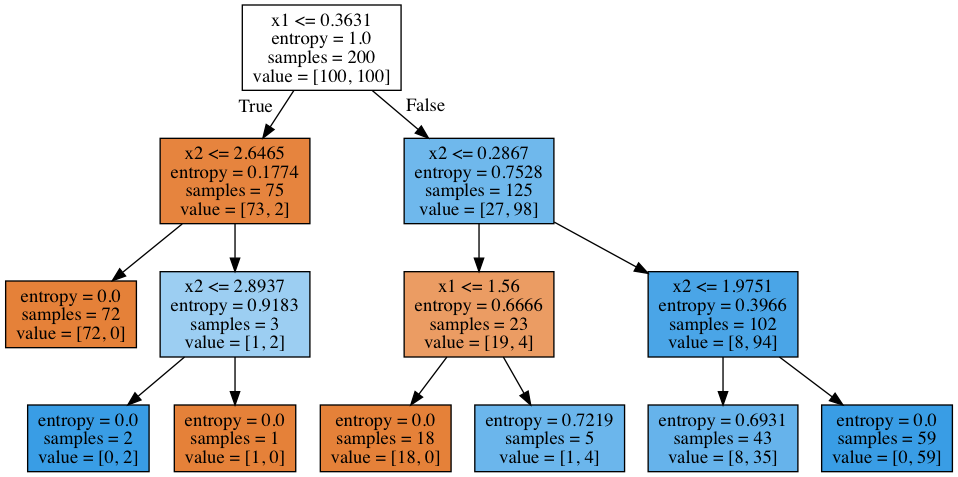 x1 <= 0.3631
entropy = 1.0
samples = 200
value = [100, 100]
True
False
x2 <= 2.6465
entropy = 0.1774
samples = 75
value = [73, 2]
x2 <= 0.2867
entropy = 0.7528
samples = 125
value = [27, 98]
entropy = 0.0
samples = 72
value = [72, 0]
x2 <= 2.8937
entropy = 0.9183
samples = 3
value = [1, 2]
x1 <= 1.56
entropy = 0.6666
samples = 23
value = [19, 4]
x2 <= 1.9751
entropy = 0.3966
samples = 102
value = [8, 94]
entropy = 0.0
samples = 2
value = [0, 2]
entropy = 0.0
samples = 1
value = [1, 0]
entropy = 0.0
samples = 18
value = [18, 0]
entropy = 0.7219
samples = 5
value = [1, 4]
entropy = 0.6931
samples = 43
value = [8, 35]
entropy = 0.0
samples = 59
value = [0, 59]